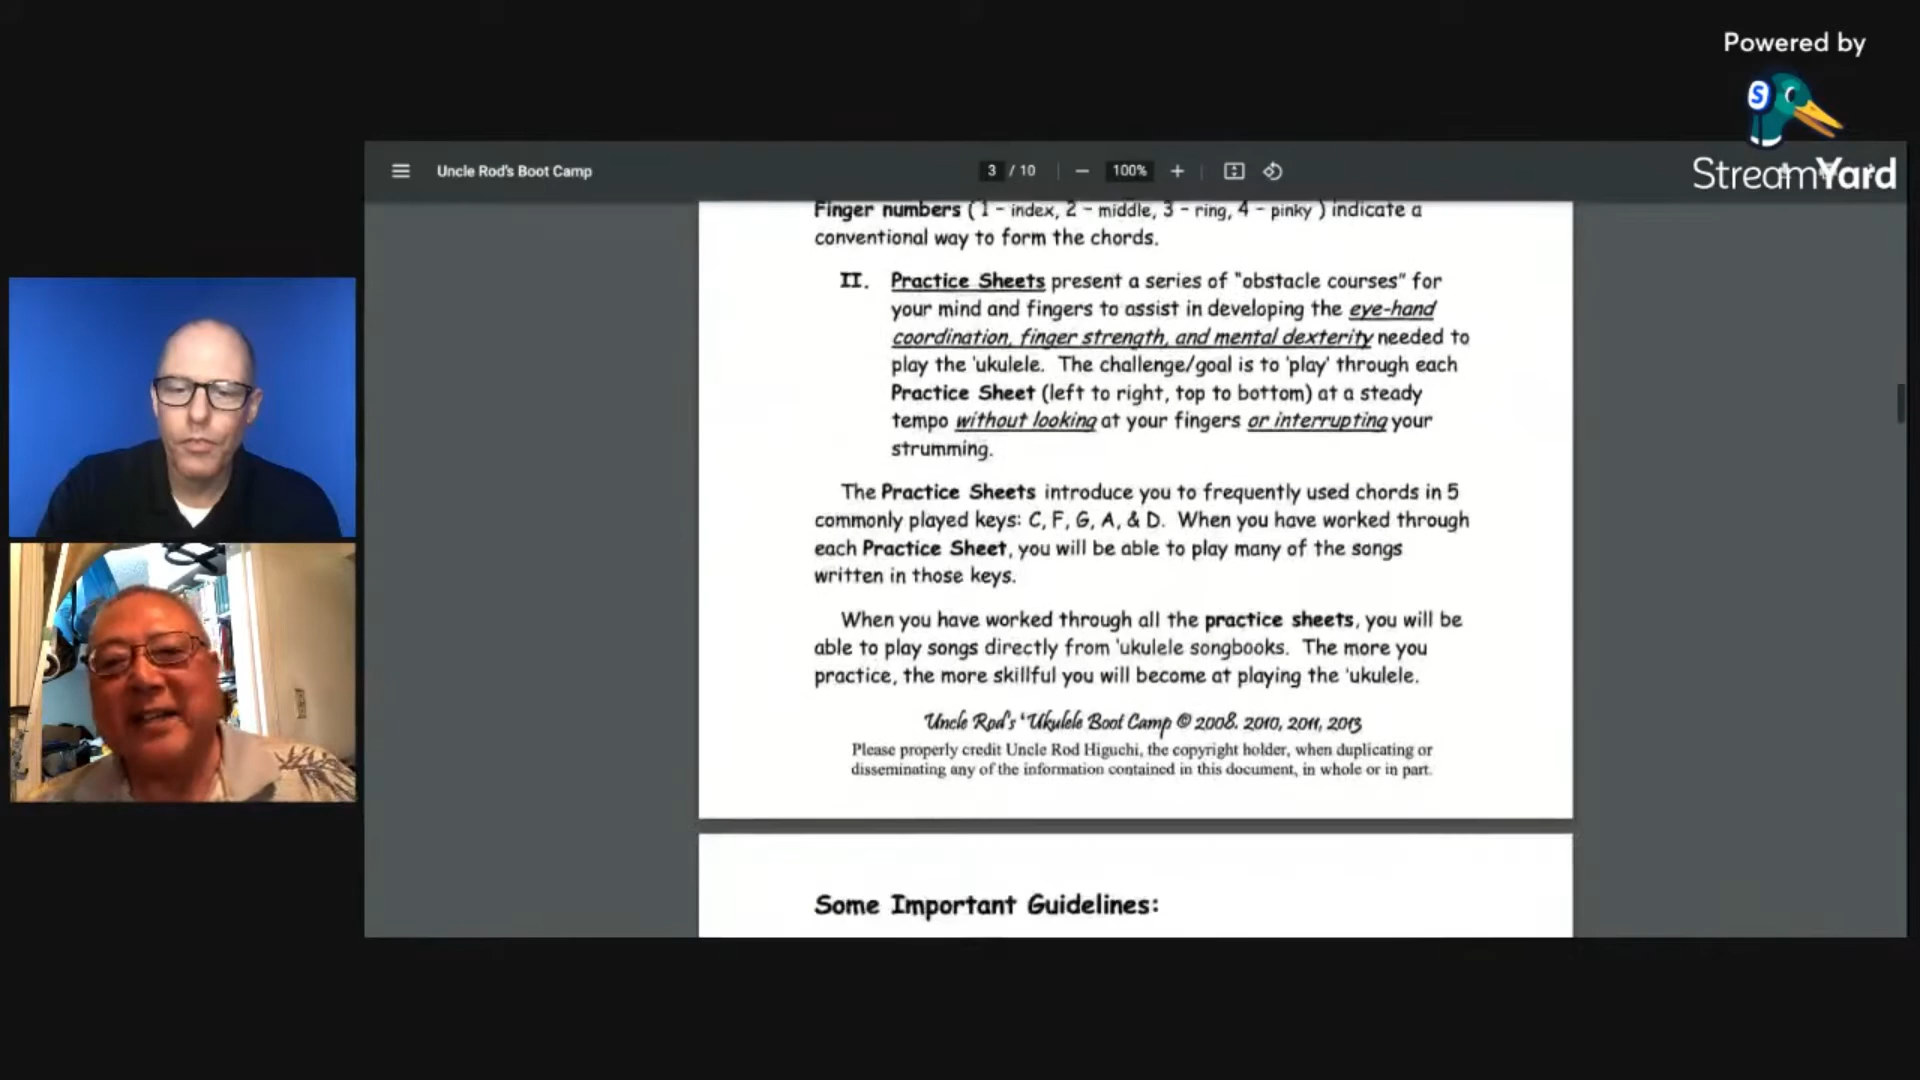 Powered by
StreamYard
Uncle Rod's Boot Camp
3 / 10
100%
Finger numbers ( 1 - index, 2 - middle, 3 - ring, 4 - pinky ) indicate a
conventional way to form the chords.
II. Practice Sheets present a series of "obstacle courses" for
your mind and fingers to assist in developing the eye-hand
coordination, finger strength, and mental dexterity needed to
play the 'ukulele. The challenge/goal is to 'play' through each
Practice Sheet (left to right, top to bottom) at a steady
tempo without looking at your fingers or interrupting your
strumming.
The Practice Sheets introduce you to frequently used chords in 5
commonly played keys: C, F, G, A, & D. When you have worked through
each Practice Sheet, you will be able to play many of the songs
written in those keys.
When you have worked through all the practice sheets, you will be
able to play songs directly from 'ukulele songbooks. The more you
practice, the more skillful you will become at playing the 'ukulele.
Uncle Rod's 'Ukulele Boot Camp © 2008, 2010, 2011, 2013
Please properly credit Uncle Rod Higuchi, the copyright holder, when duplicating or
disseminating any of the information contained in this document, in whole or in part.
Some Important Guidelines: